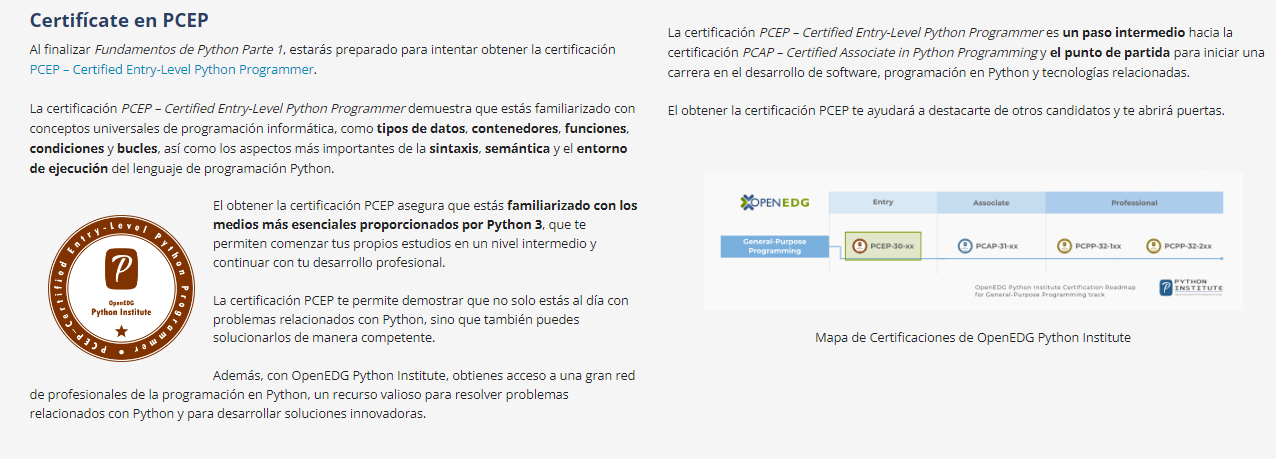 Certifícate en PCEP
Al finalizar Fundamentos de Python Parte 1, estarás preparado para intentar obtener la certificación
PCEP – Certified Entry-Level Python Programmer.
La certificación PCEP – Certified Entry-Level Python Programmer demuestra que estás familiarizado con
conceptos universales de programación informática, como tipos de datos, contenedores, funciones,
condiciones y bucles, así como los aspectos más importantes de la sintaxis, semántica y el entorno
de ejecución del lenguaje de programación Python.
PCEP-Certified Entry-Level Python Programmer
OpenEDG
Python Institute
El obtener la certificación PCEP asegura que estás familiarizado con los
medios más esenciales proporcionados por Python 3, que te
permiten comenzar tus propios estudios en un nivel intermedio y
continuar con tu desarrollo profesional.
La certificación PCEP te permite demostrar que no solo estás al día con
problemas relacionados con Python, sino que también puedes
solucionarlos de manera competente.
Además, con OpenEDG Python Institute, obtienes acceso a una gran red
de profesionales de la programación en Python, un recurso valioso para resolver problemas
relacionados con Python y para desarrollar soluciones innovadoras.
La certificación PCEP – Certified Entry-Level Python Programmer es un paso intermedio hacia la
certificación PCAP – Certified Associate in Python Programming y el punto de partida para iniciar una
carrera en el desarrollo de software, programación en Python y tecnologías relacionadas.
El obtener la certificación PCEP te ayudará a destacarte de otros candidatos y te abrirá puertas.
OPENEDG
Entry
Associate
Professional
General-Purpose
Programming
PCEP-30-xx
PCAP-31-xx
PCPP-32-1xx
PCPP-32-2xx
OpenEDG Python Institute Certification Roadmap
for General-Purpose Programming track
PYTHON
INSTITUTE
Mapa de Certificaciones de OpenEDG Python Institute